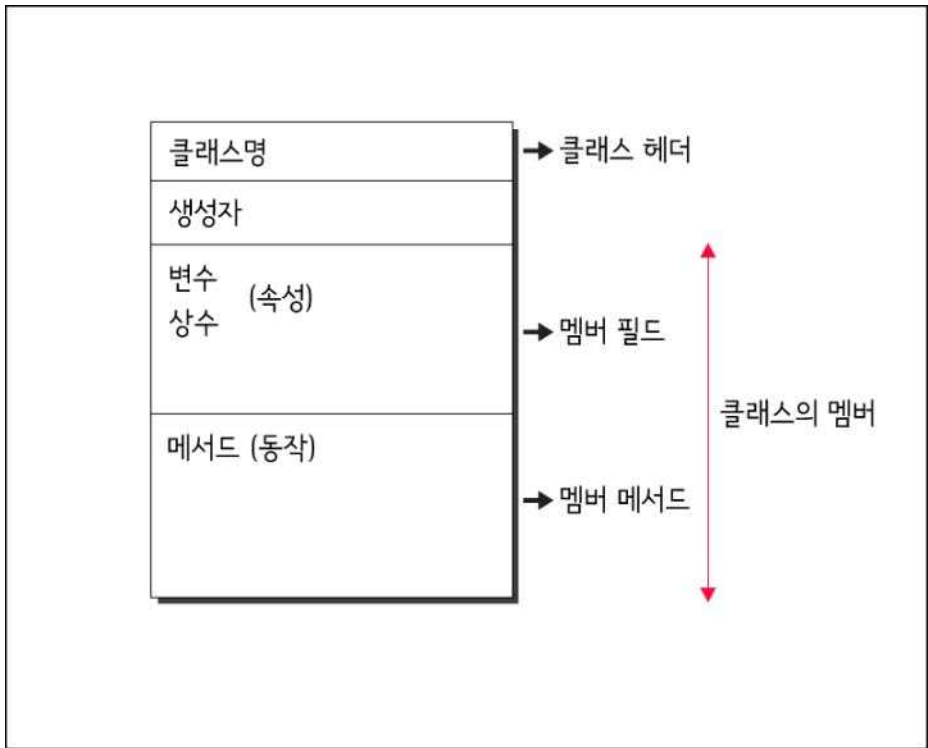 클래스명
클래스 헤더
생성자
변수
(속성)
상수
멤버 필드
클래스의 멤버
메서드 (동작)
멤버 메서드